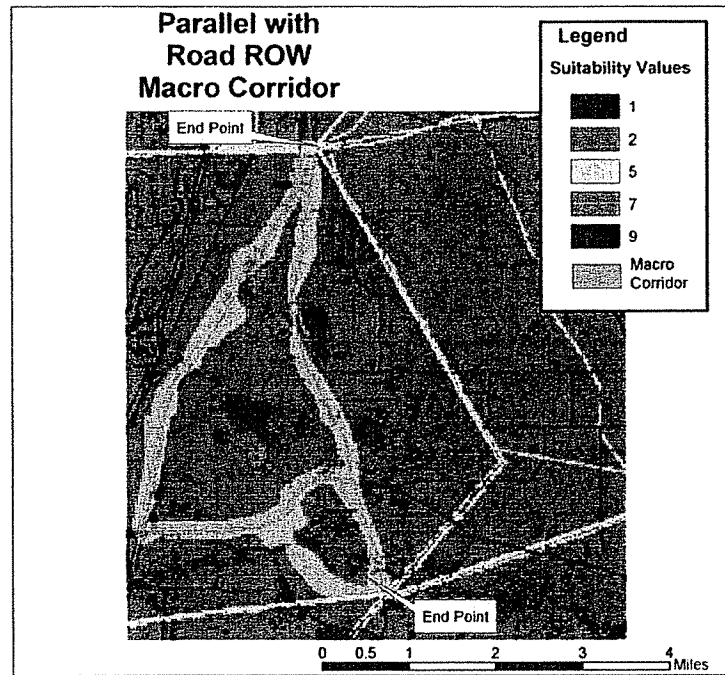 Parallel with
Road ROW
Macro Corridor
End Point
Legend
Suitability Values
1
2
5
7
9
Macro
Corridor
End Point
0 0.5 1 2 3 4
Miles